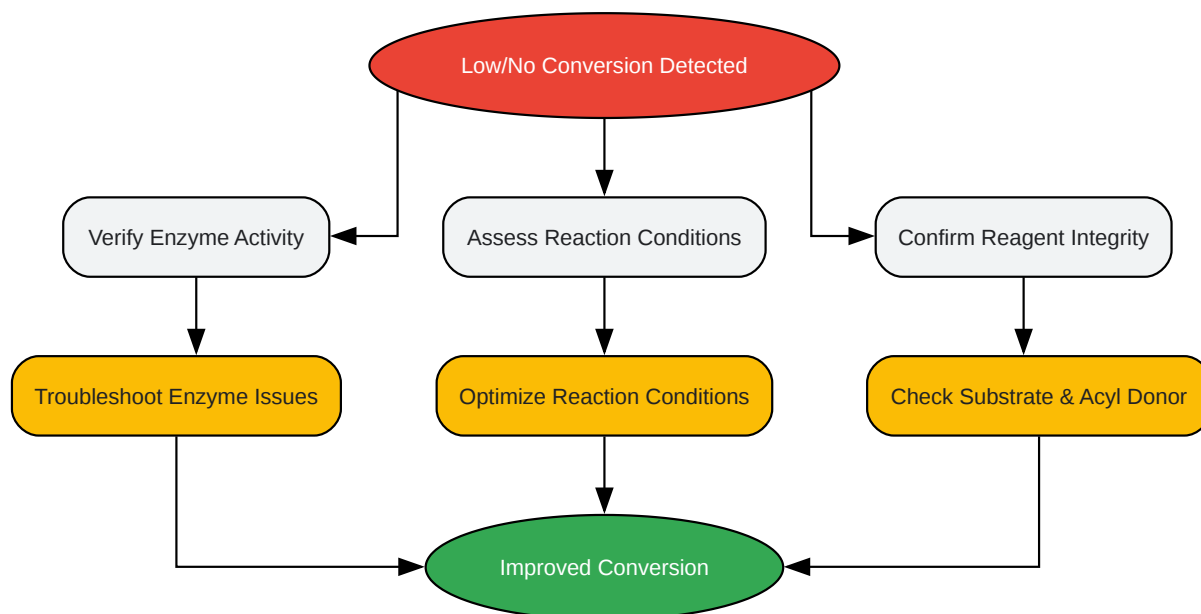 Low/No Conversion Detected
Verify Enzyme Activity
Assess Reaction Conditions
Confirm Reagent Integrity
Troubleshoot Enzyme Issues
Optimize Reaction Conditions
Check Substrate & Acyl Donor
Improved Conversion